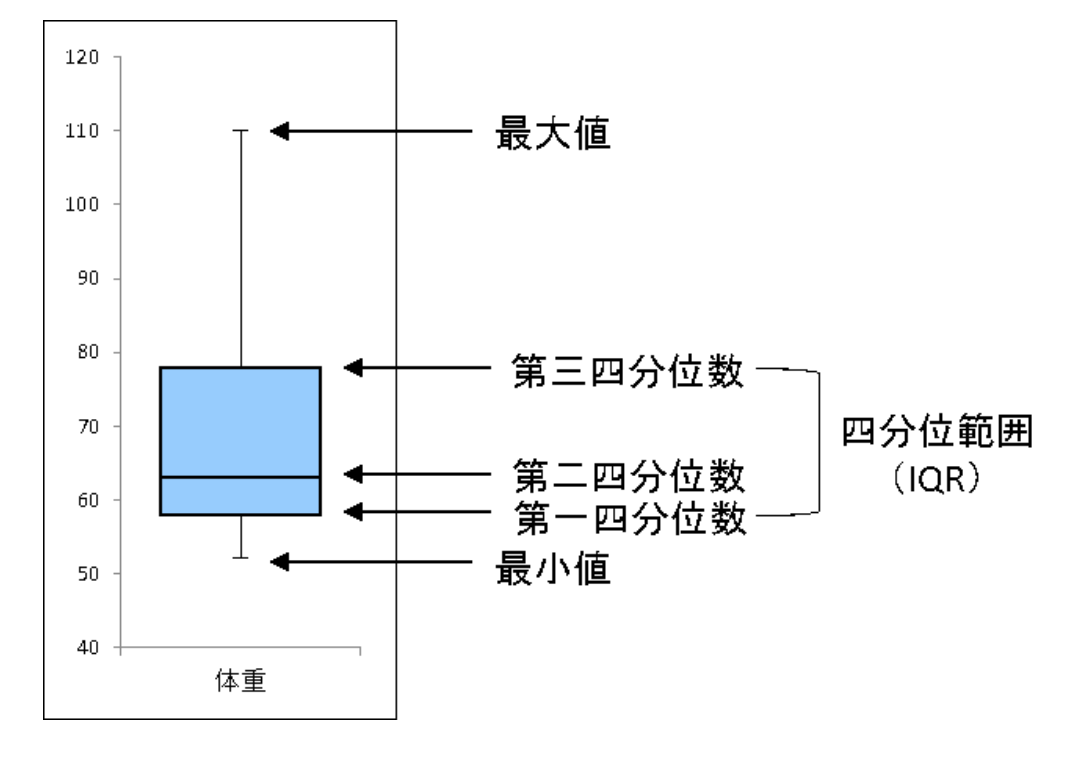 120
110
最大値
100
90
80
第三四分位数
70
四分位範囲
（IQR）
第二四分位数
60
第一四分位数
50
最小値
40
体重